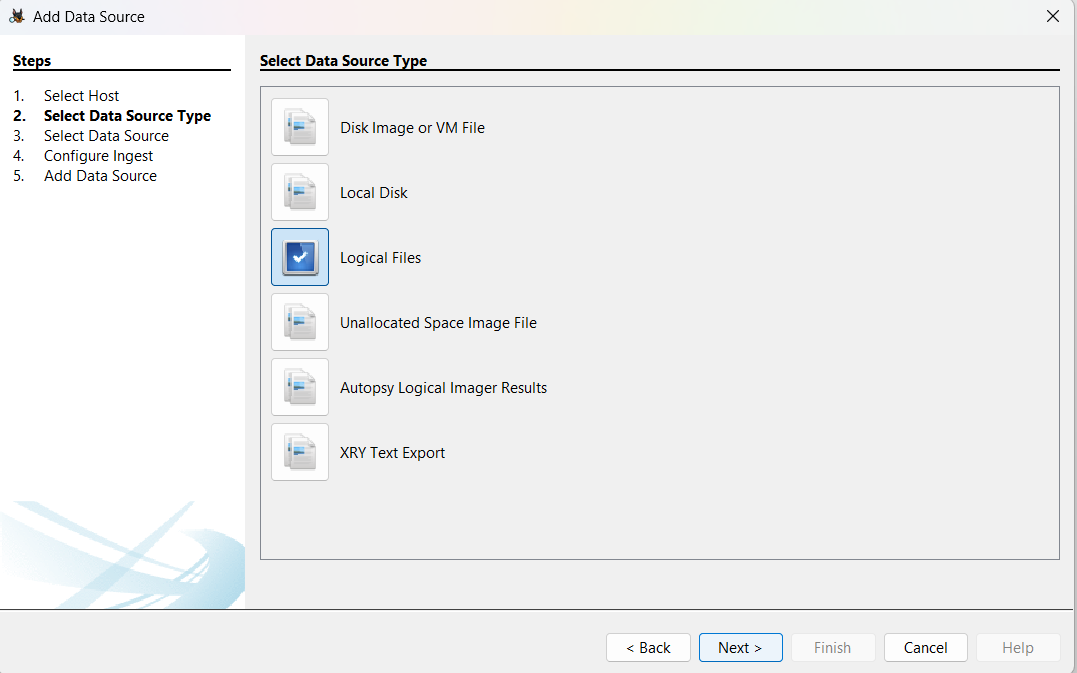 Add Data Source
Steps
1. Select Host
2. Select Data Source Type
3. Select Data Source
4. Configure Ingest
5. Add Data Source
Select Data Source Type
Disk Image or VM File
Local Disk
Logical Files
Unallocated Space Image File
Autopsy Logical Imager Results
XRY Text Export
< Back
Next >
Finish
Cancel
Help